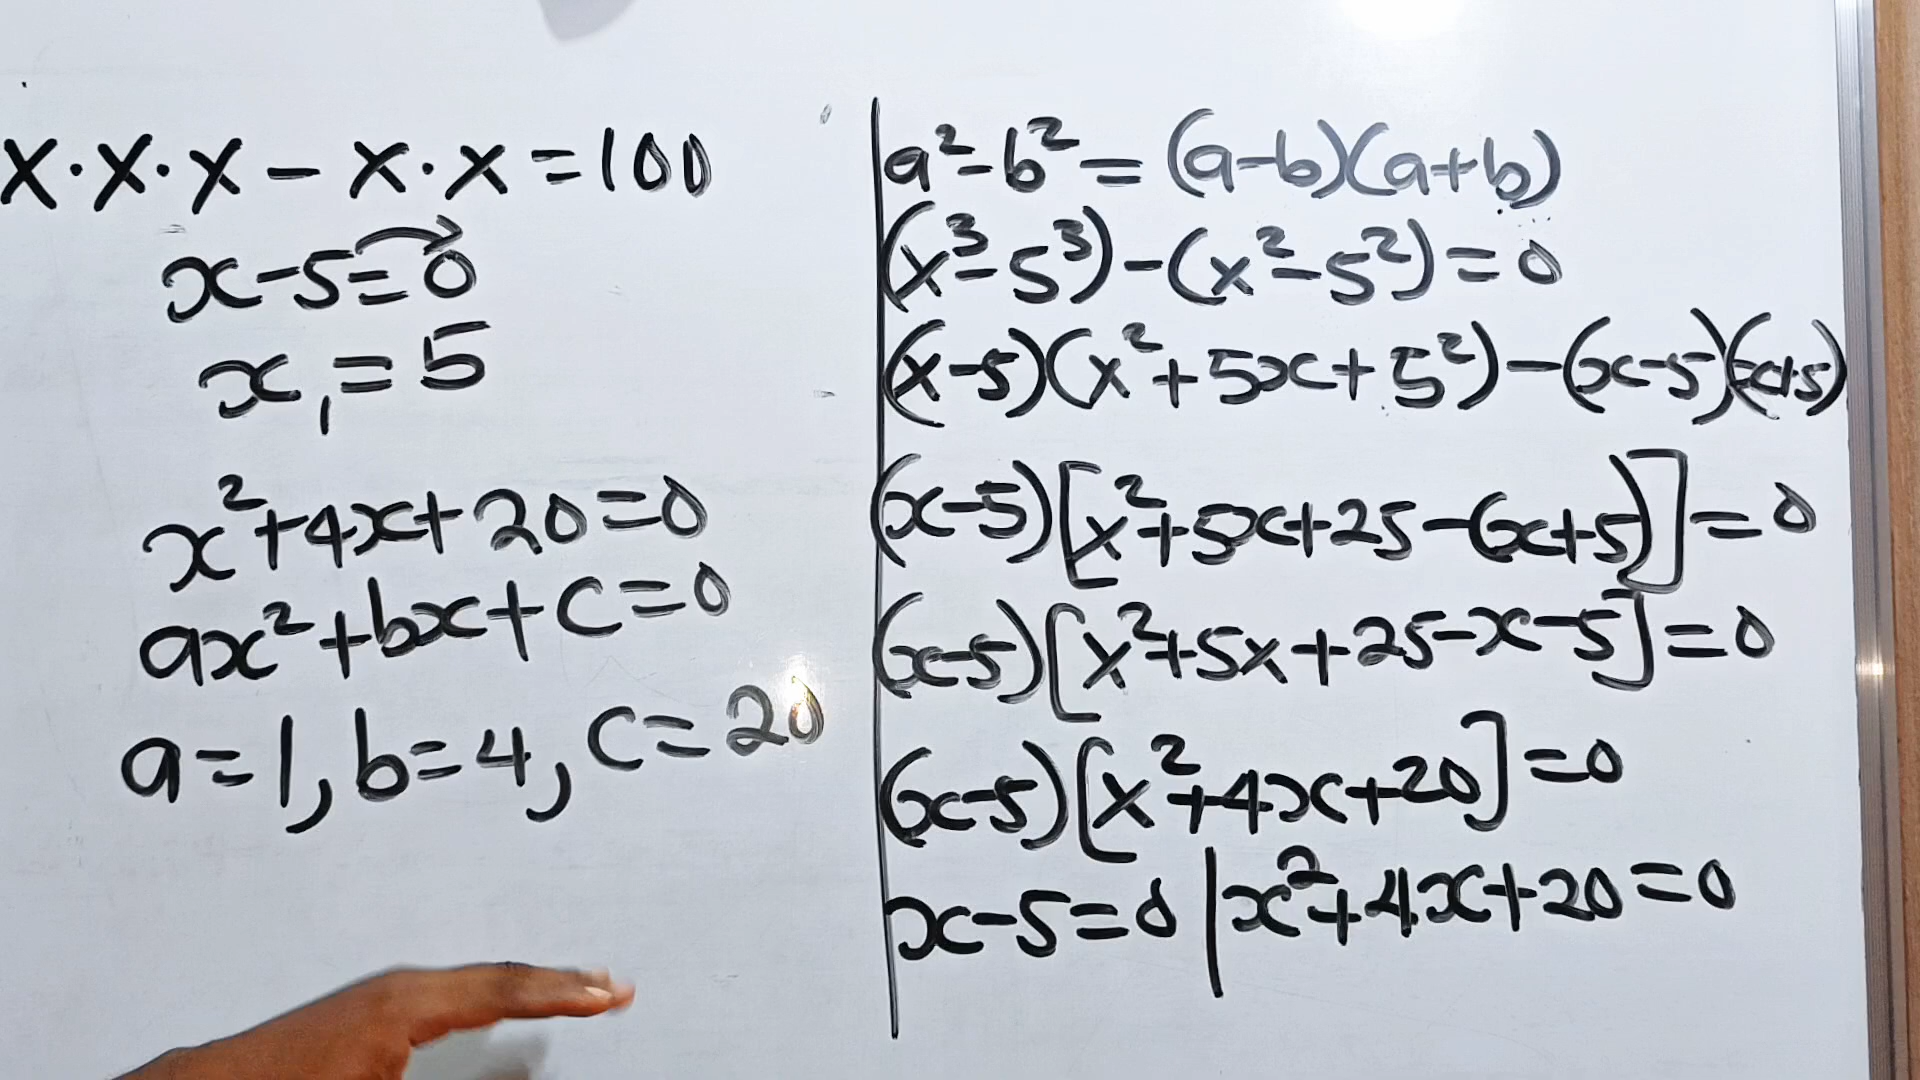 x·x·x - x·x = 100
x-5=0
x₁=5
x²+4x+20=0
ax²+bx+c=0
a=1, b=4, c=20
a²-b²=(a-b)(a+b)
(x³-5³)-(x²-5²)=0
(x-5)(x²+5x+5²)-(x-5)(x+5)
(x-5)[x²+5x+25-(x+5)]=0
(x-5)[x²+5x+25-x-5]=0
(x-5)[x²+4x+20]=0
x-5=0 | x²+4x+20=0